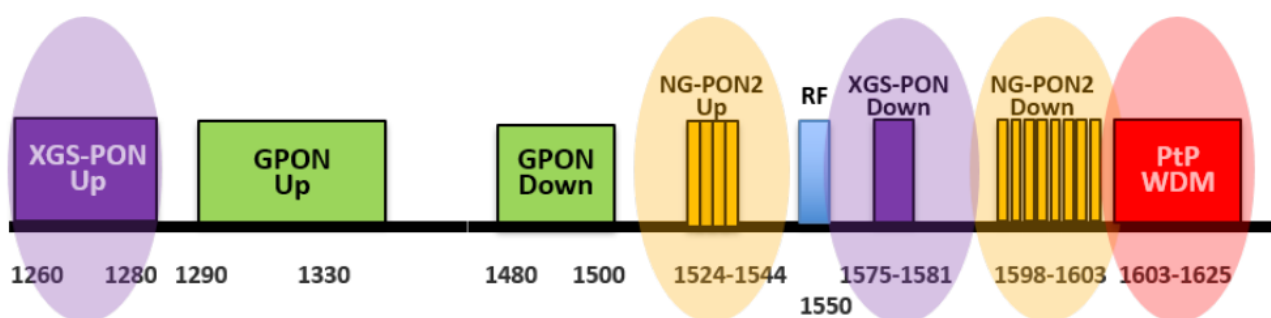 XGS-PON
Up
GPON
Up
GPON
Down
NG-PON2
Up
RF
XGS-PON
Down
NG-PON2
Down
PtP
WDM
1260 1280 1290 1330 1480 1500 1524-1544 1575-1581 1598-1603 1603-1625
1550